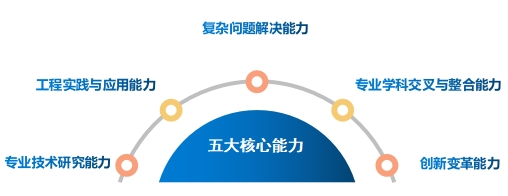 复杂问题解决能力
工程实践与应用能力
专业学科交叉与整合能力
五大核心能力
专业技术研究能力
创新变革能力